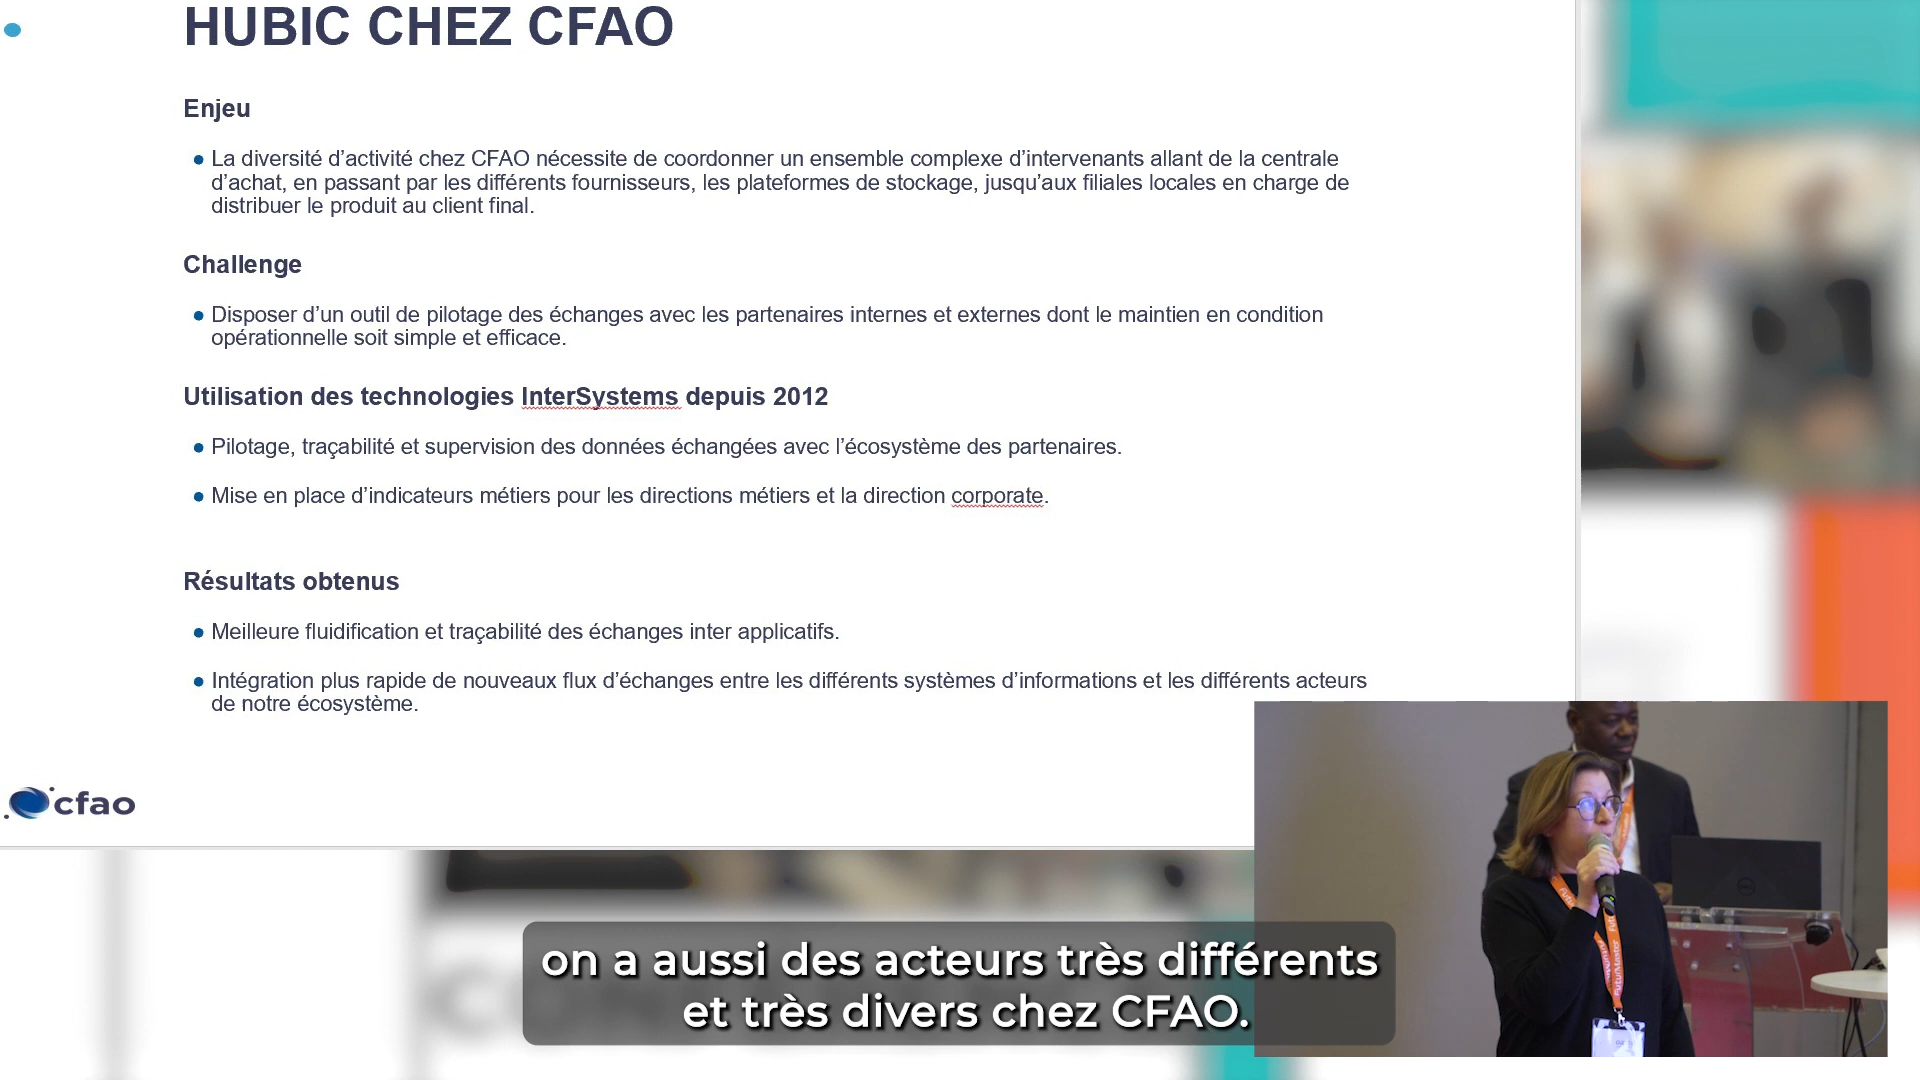 HUBIC CHEZ CFAO
Enjeu
La diversité d’activité chez CFAO nécessite de coordonner un ensemble complexe d’intervenants allant de la centrale
d’achat, en passant par les différents fournisseurs, les plateformes de stockage, jusqu’aux filiales locales en charge de
distribuer le produit au client final.
Challenge
Disposer d’un outil de pilotage des échanges avec les partenaires internes et externes dont le maintien en condition
opérationnelle soit simple et efficace.
Utilisation des technologies InterSystems depuis 2012
Pilotage, traçabilité et supervision des données échangées avec l’écosystème des partenaires.
Mise en place d’indicateurs métiers pour les directions métiers et la direction corporate.
Résultats obtenus
Meilleure fluidification et traçabilité des échanges inter applicatifs.
Intégration plus rapide de nouveaux flux d’échanges entre les différents systèmes d’informations et les différents acteurs
de notre écosystème.
cfao
FuturMaster
on a aussi des acteurs très différents
et très divers chez CFAO.